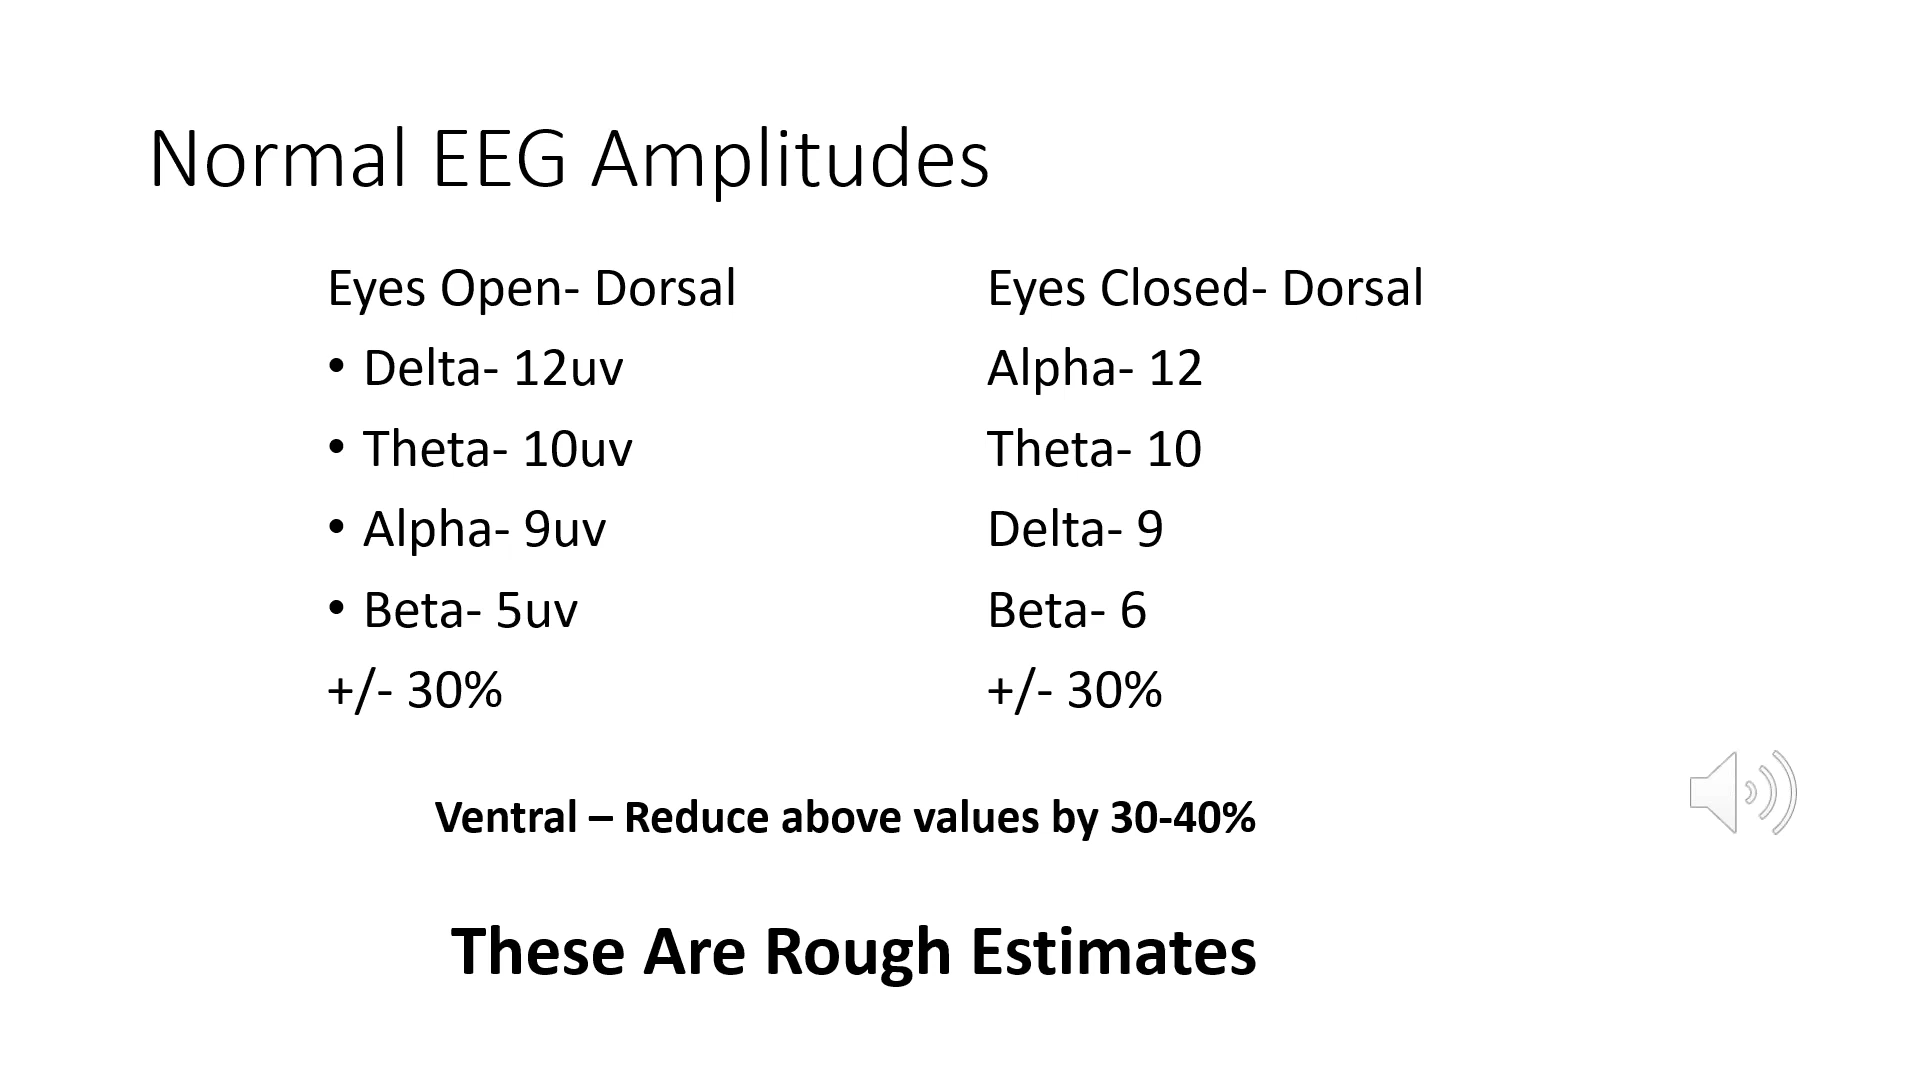 Normal EEG Amplitudes
Eyes Open- Dorsal
• Delta- 12uv
• Theta- 10uv
• Alpha- 9uv
• Beta- 5uv
+/- 30%
Eyes Closed- Dorsal
Alpha- 12
Theta- 10
Delta- 9
Beta- 6
+/- 30%
Ventral – Reduce above values by 30-40%
These Are Rough Estimates